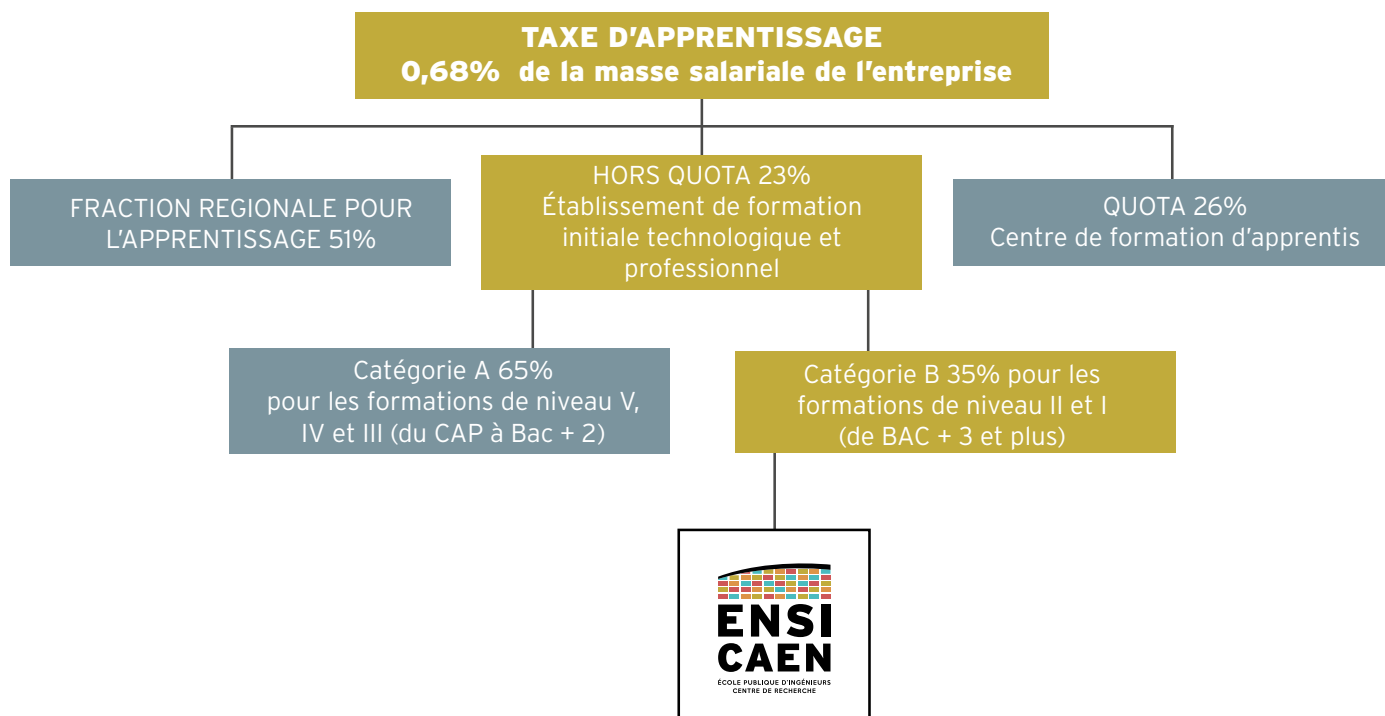 TAXE D'APPRENTISSAGE
0,68% de la masse salariale de l'entreprise
FRACTION REGIONALE POUR
L'APPRENTISSAGE 51%
HORS QUOTA 23%
Établissement de formation
initiale technologique et
professionnel
QUOTA 26%
Centre de formation d'apprentis
Catégorie A 65%
pour les formations de niveau V,
IV et III (du CAP à Bac + 2)
Catégorie B 35% pour les
formations de niveau II et I
(de BAC + 3 et plus)
ENSI
CAEN
ÉCOLE PUBLIQUE D'INGÉNIEURS
CENTRE DE RECHERCHE